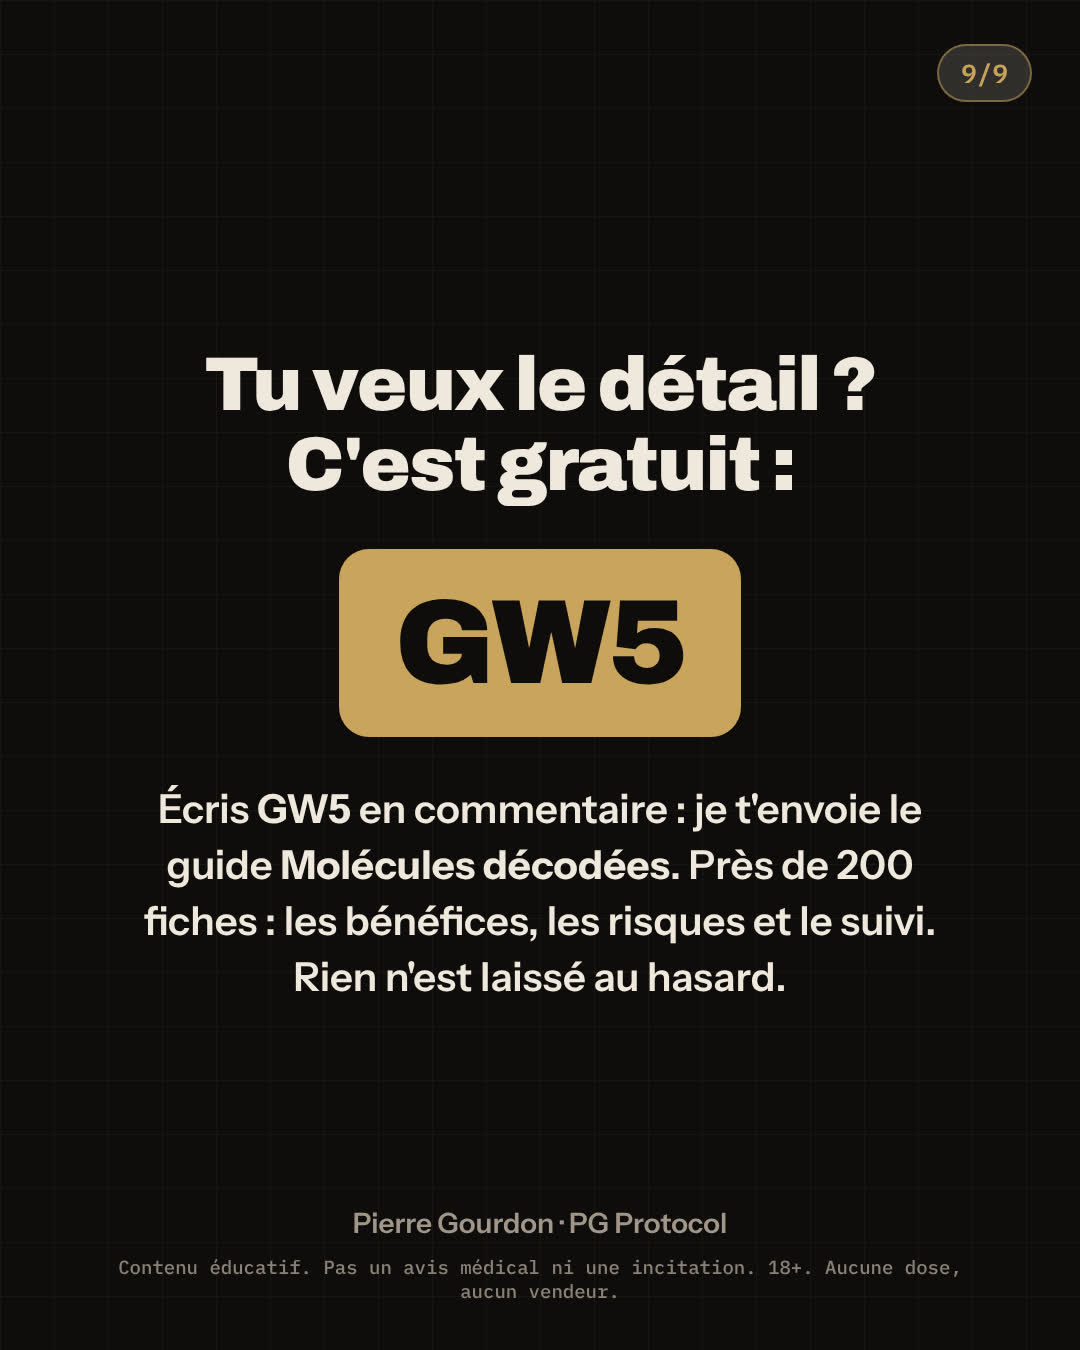 9/9
Tu veux le détail ?
C'est gratuit :
GW5
Écris GW5 en commentaire : je t'envoie le
guide Molécules décodées. Près de 200
fiches : les bénéfices, les risques et le suivi.
Rien n'est laissé au hasard.
Pierre Gourdon · PG Protocol
Contenu éducatif. Pas un avis médical ni une incitation. 18+. Aucune dose,
aucun vendeur.